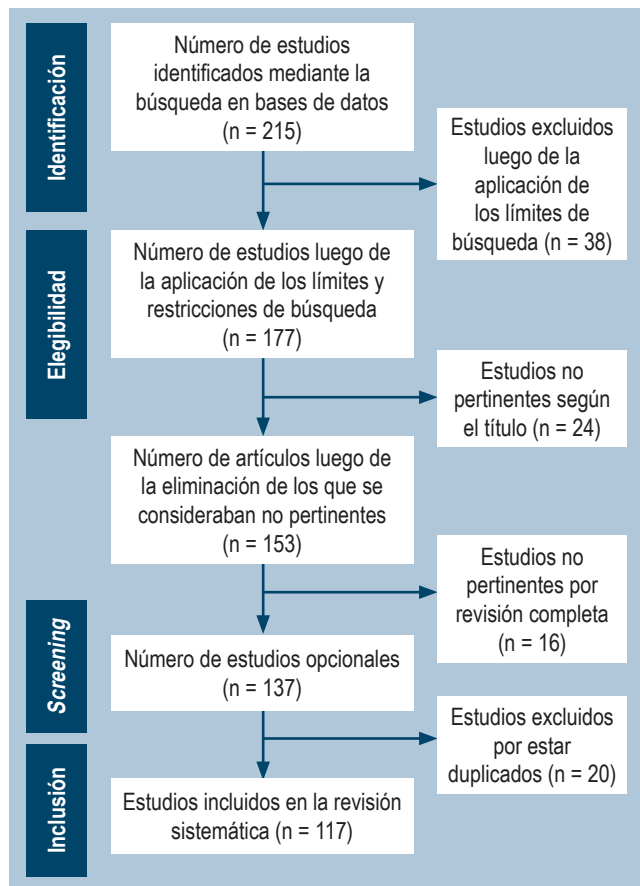 Identificación
Número de estudios
identificados mediante la
búsqueda en bases de datos
(n = 215)
Estudios excluidos
luego de la
aplicación de
los límites de
búsqueda (n = 38)
Elegibilidad
Número de estudios luego de
la aplicación de los límites y
restricciones de búsqueda
(n = 177)
Estudios no
pertinentes según
el título (n = 24)
Número de artículos luego de
la eliminación de los que se
consideraban no pertinentes
(n = 153)
Estudios no
pertinentes por
revisión completa
(n = 16)
Screening
Número de estudios opcionales
(n = 137)
Estudios excluidos
por estar
duplicados (n = 20)
Inclusión
Estudios incluidos en la revisión
sistemática (n = 117)